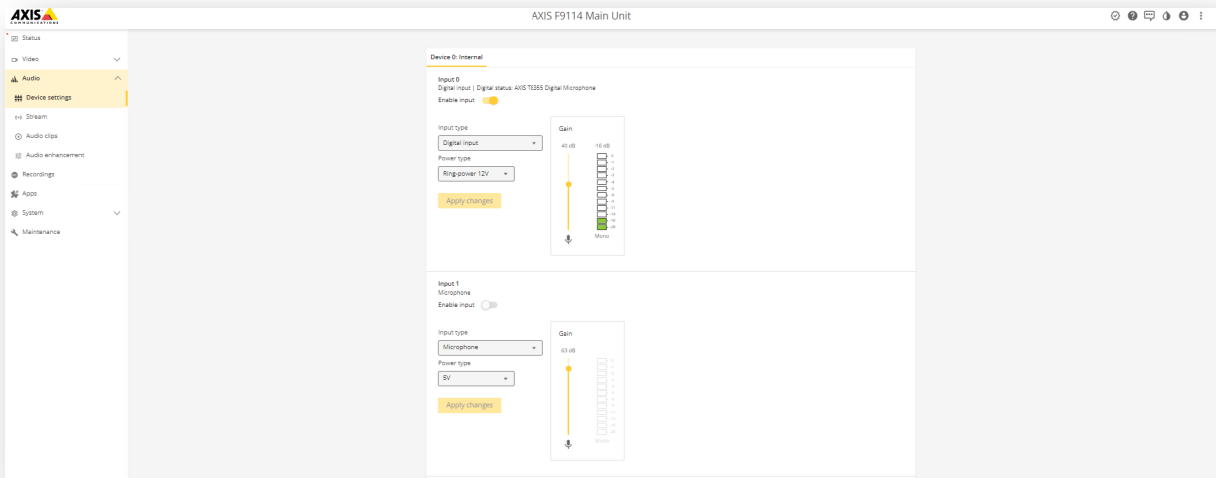 AXIS
COMMUNICATIONS
AXIS F9114 Main Unit
Status
Video
Audio
Device settings
Stream
Audio clips
Audio enhancement
Recordings
Apps
System
Maintenance
Device 0: Internal
Input 0
Digital input | Digital status: AXIS T8355 Digital Microphone
Enable input
Input type
Digital input
Power type
Ring-power 12V
Apply changes
Gain
40 dB
-16 dB
Mono
Input 1
Microphone
Enable input
Input type
Microphone
Power type
5V
Apply changes
Gain
63 dB
Mono